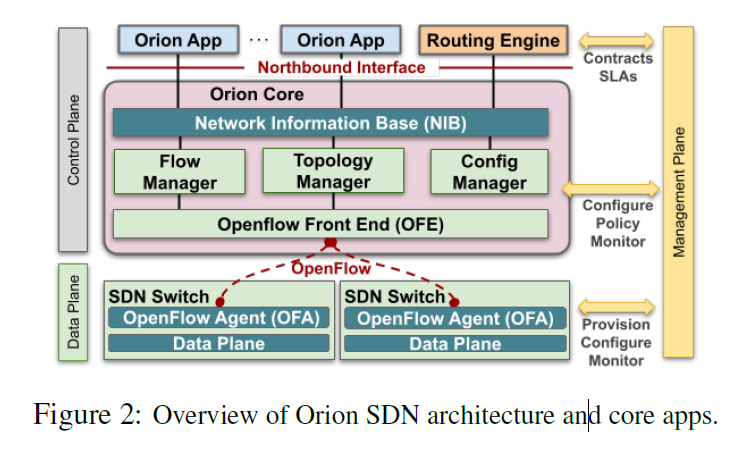 Orion App ... Orion App Routing Engine
Northbound Interface
Contracts
SLAs
Control Plane
Orion Core
Network Information Base (NIB)
Flow
Manager
Topology
Manager
Config
Manager
Openflow Front End (OFE)
Configure
Policy
Monitor
Management Plane
OpenFlow
Data Plane
SDN Switch
OpenFlow Agent (OFA)
Data Plane
SDN Switch
OpenFlow Agent (OFA)
Data Plane
Provision
Configure
Monitor
Figure 2: Overview of Orion SDN architecture and core apps.